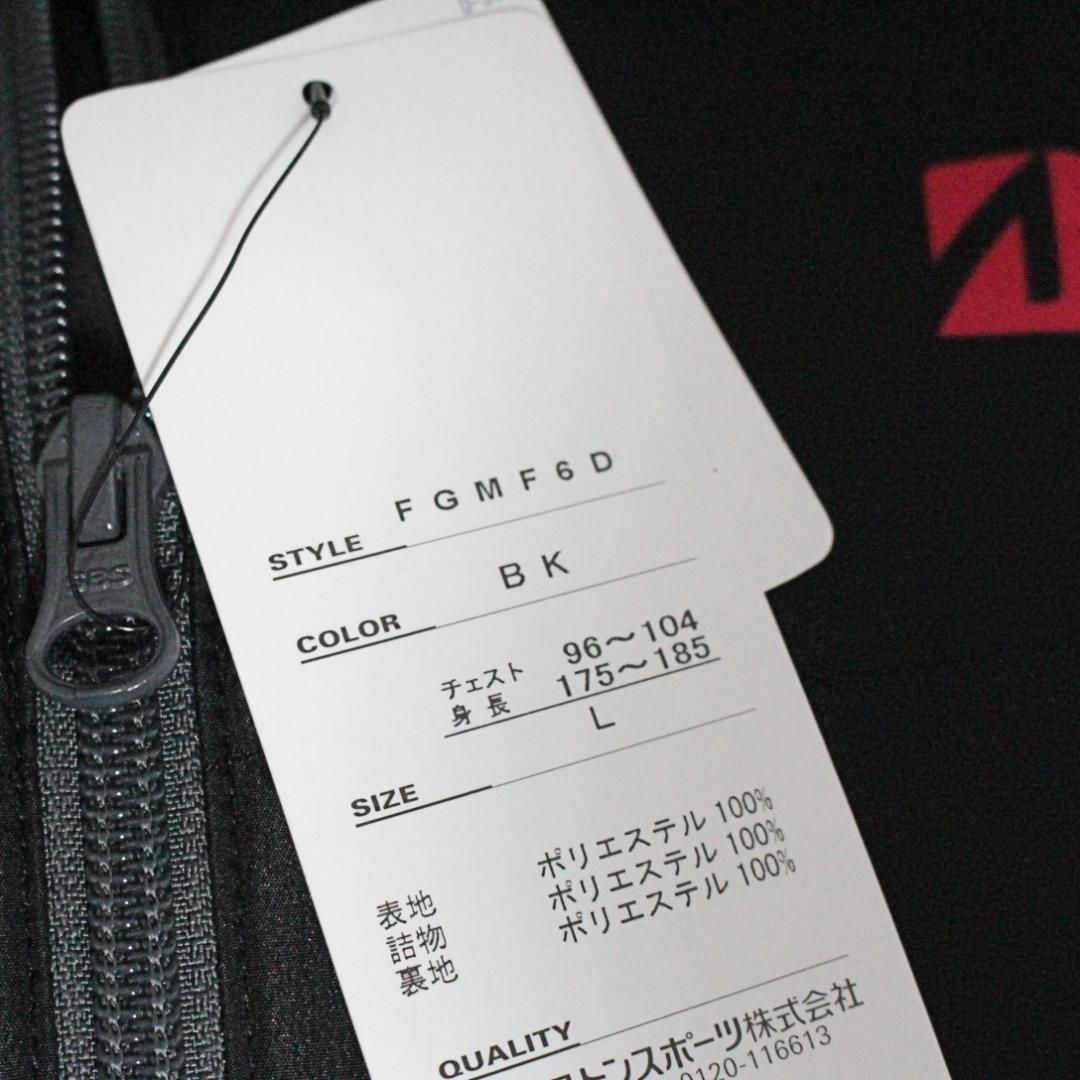 STYLE FGMF6D
COLOR BK
チェスト 96〜104
身長 175〜185
L
SIZE
表地 ポリエステル 100%
詰物 ポリエステル 100%
裏地 ポリエステル 100%
QUALITY
トンスポーツ株式会社
0120-116613